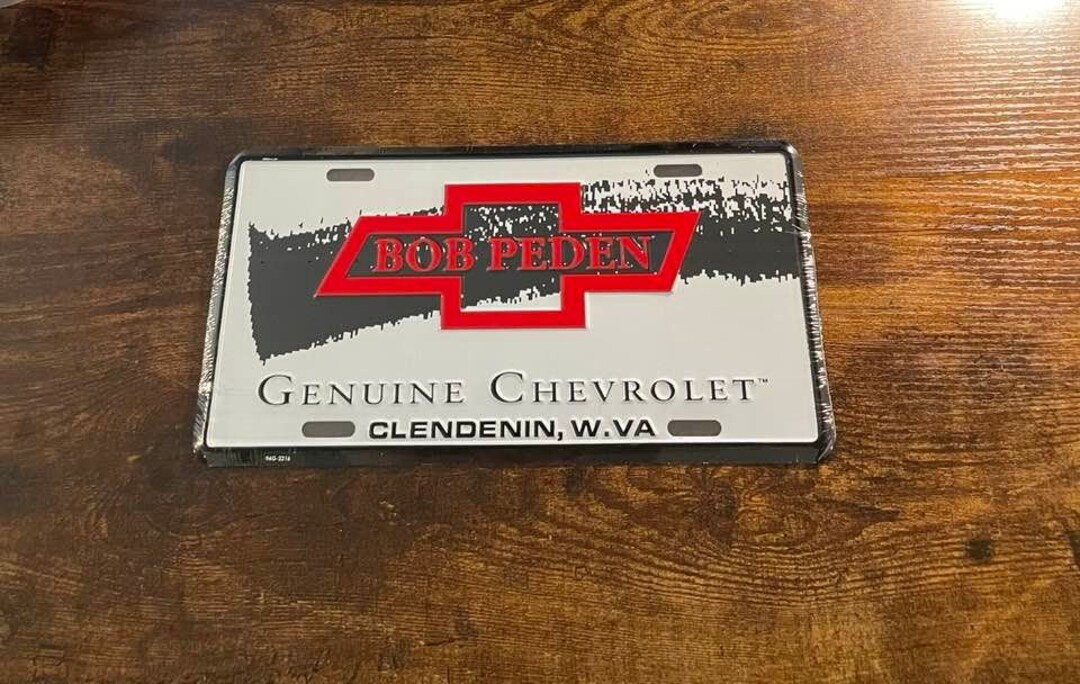 BOB PEDEN
GENUINE CHEVROLET™
CLENDENIN, W.VA